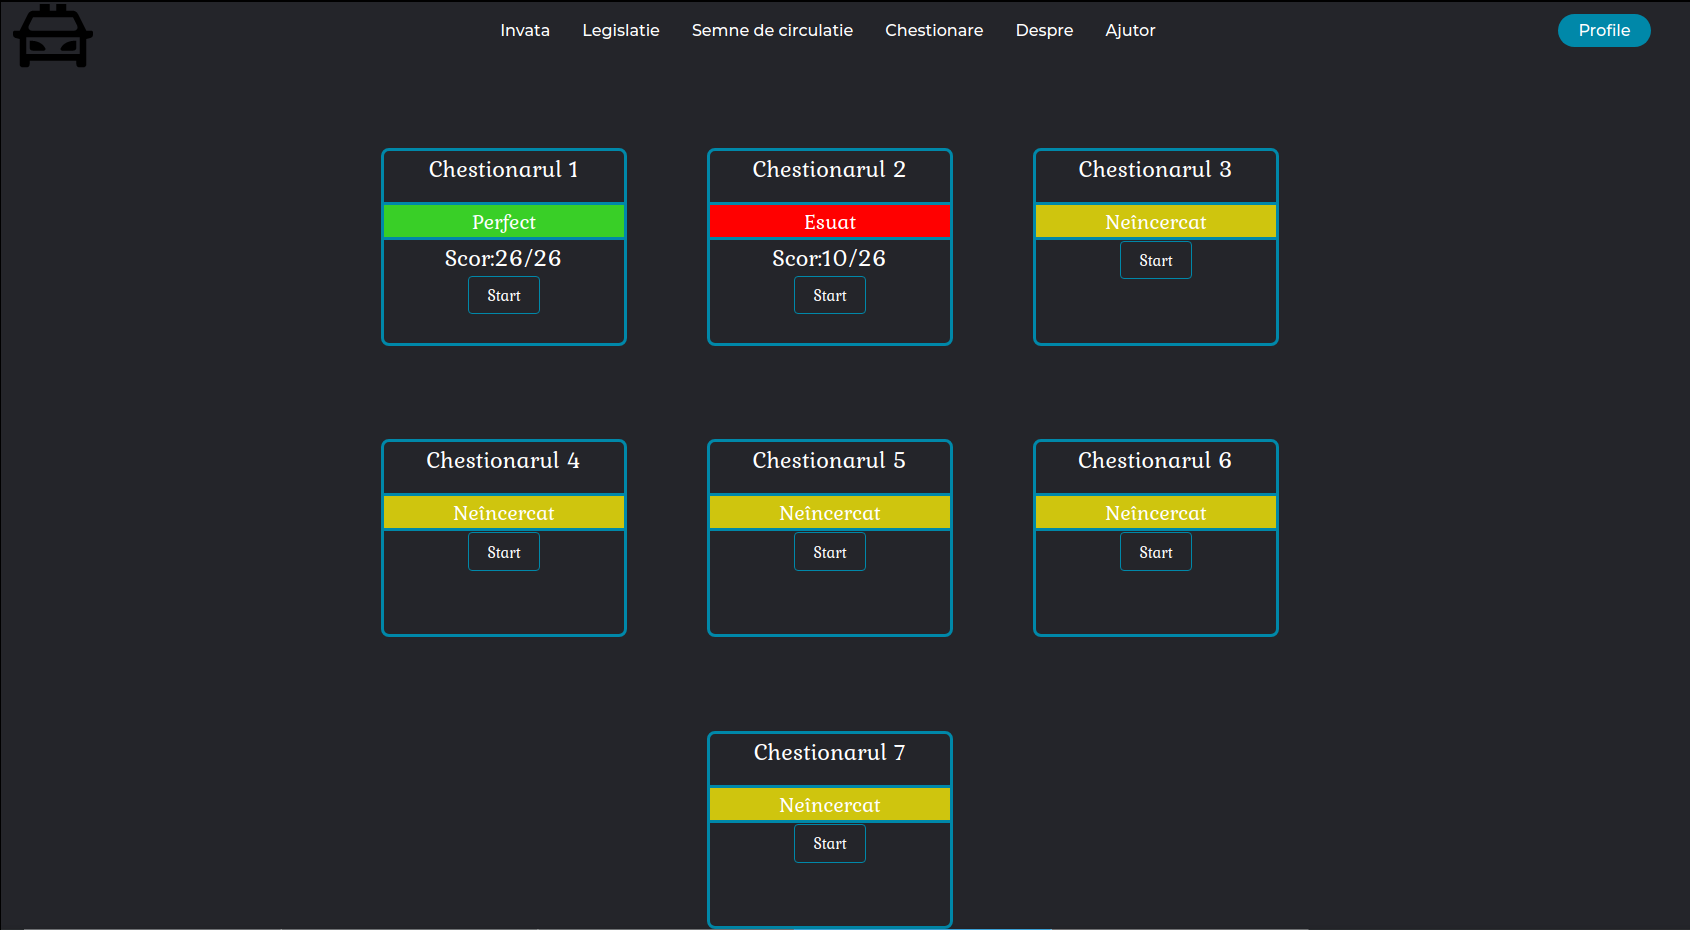 Invata Legislatie Semne de circulatie Chestionare Despre Ajutor Profile
Chestionarul 1
Perfect
Scor:26/26
Start
Chestionarul 2
Esuat
Scor:10/26
Start
Chestionarul 3
Neîncercat
Start
Chestionarul 4
Neîncercat
Start
Chestionarul 5
Neîncercat
Start
Chestionarul 6
Neîncercat
Start
Chestionarul 7
Neîncercat
Start